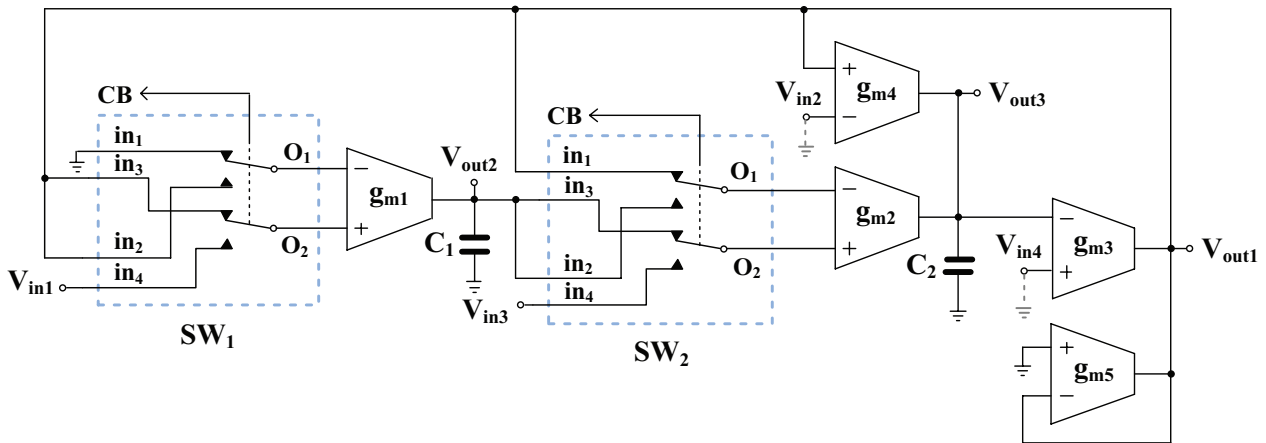 CB
in₁
in₃
in₂
in₄
Vin1
SW₁
O₁
O₂
−
+
gm1
Vout2
C₁
CB
in₁
in₃
in₂
in₄
Vin3
SW₂
O₁
O₂
−
+
gm2
Vin2
+
−
gm4
Vout3
C₂
Vin4
−
+
gm3
Vout1
+
−
gm5